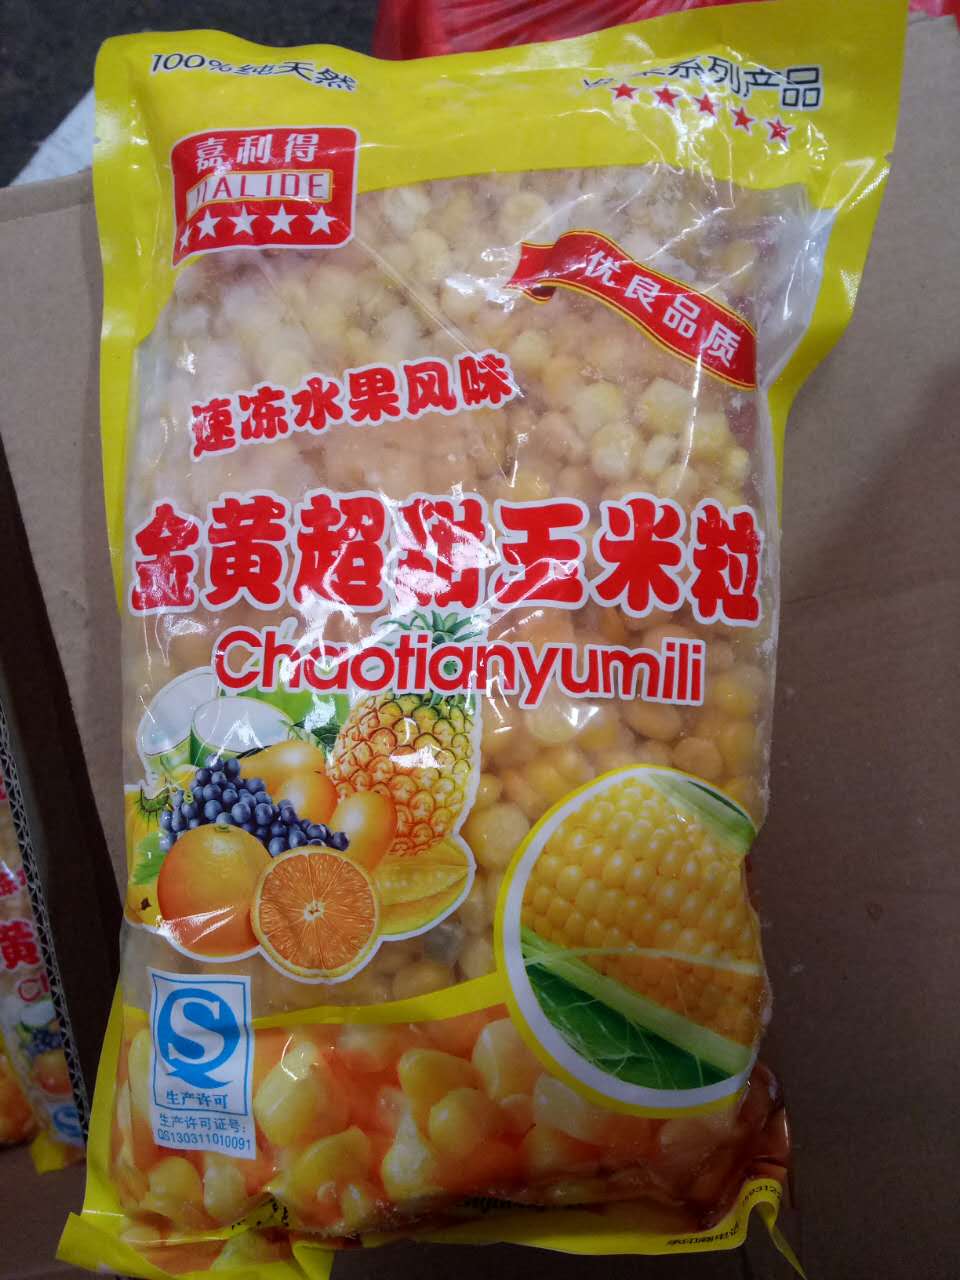 100%纯天然
系列产品
嘉利得
JIALIDE
优良品质
速冻水果风味
金黄超甜玉米粒
Chaotianyumili
生产许可
生产许可证号:
QS130311010091